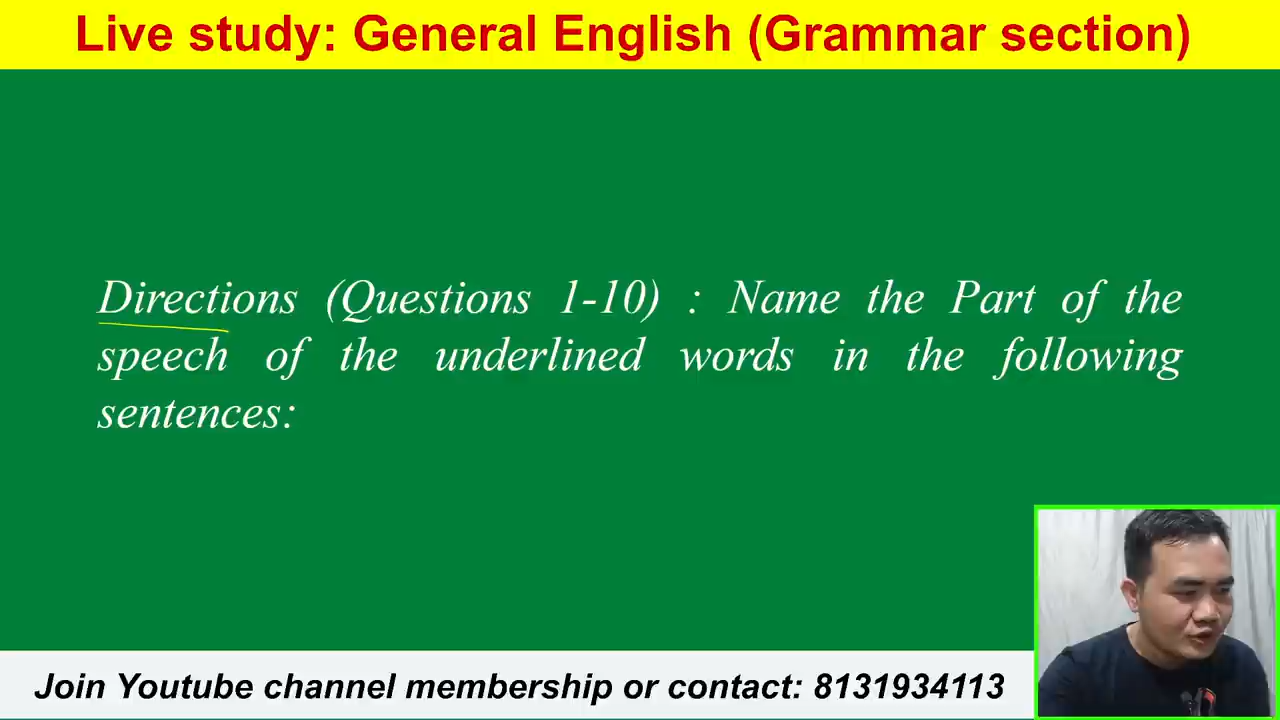 Live study: General English (Grammar section)
Directions (Questions 1-10) : Name the Part of the
speech of the underlined words in the following
sentences:
Join Youtube channel membership or contact: 8131934113